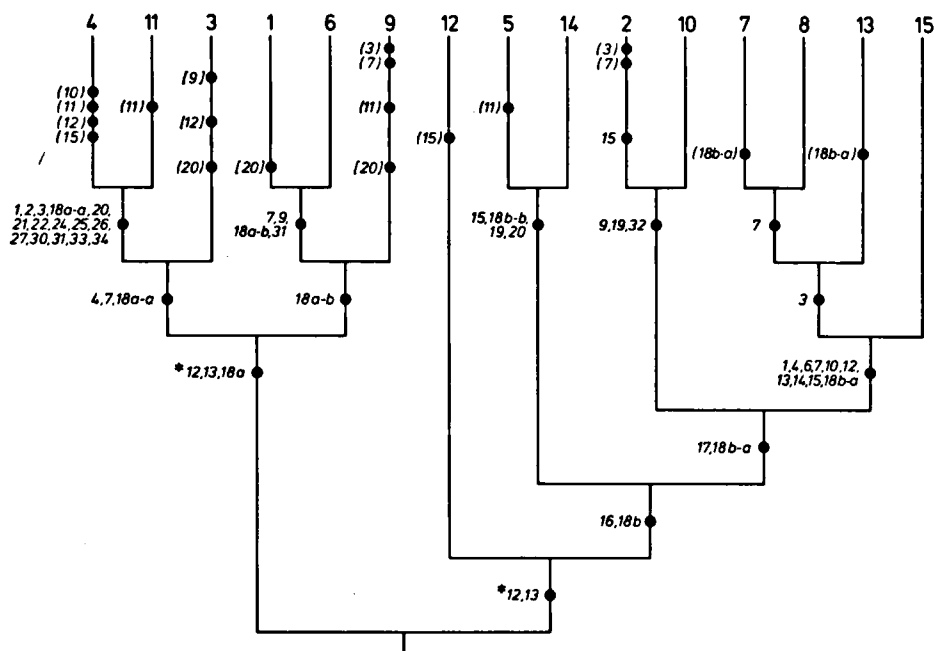 4 11 3 1 6 9 12 5 14 2 10 7 8 13 15
(3) (3)
(7) (7)
[9]
(10)
(11) (11) (11) (11)
(12) [12]
(15) (15) 15
(18b-a) (18b-a)
(20) [20] [20]
1,2,3,18a-a, 20,
21,22,24,25,26,
27,30,31,33,34
7,9,
18a-b,31
15,18b-b,
19,20
9,19,32
7
4,7,18a-a
18a-b
3
*12,13,18a
1,4,6,7,10,12,
13,14,15,18b-a
17,18b-a
16,18b
*12,13